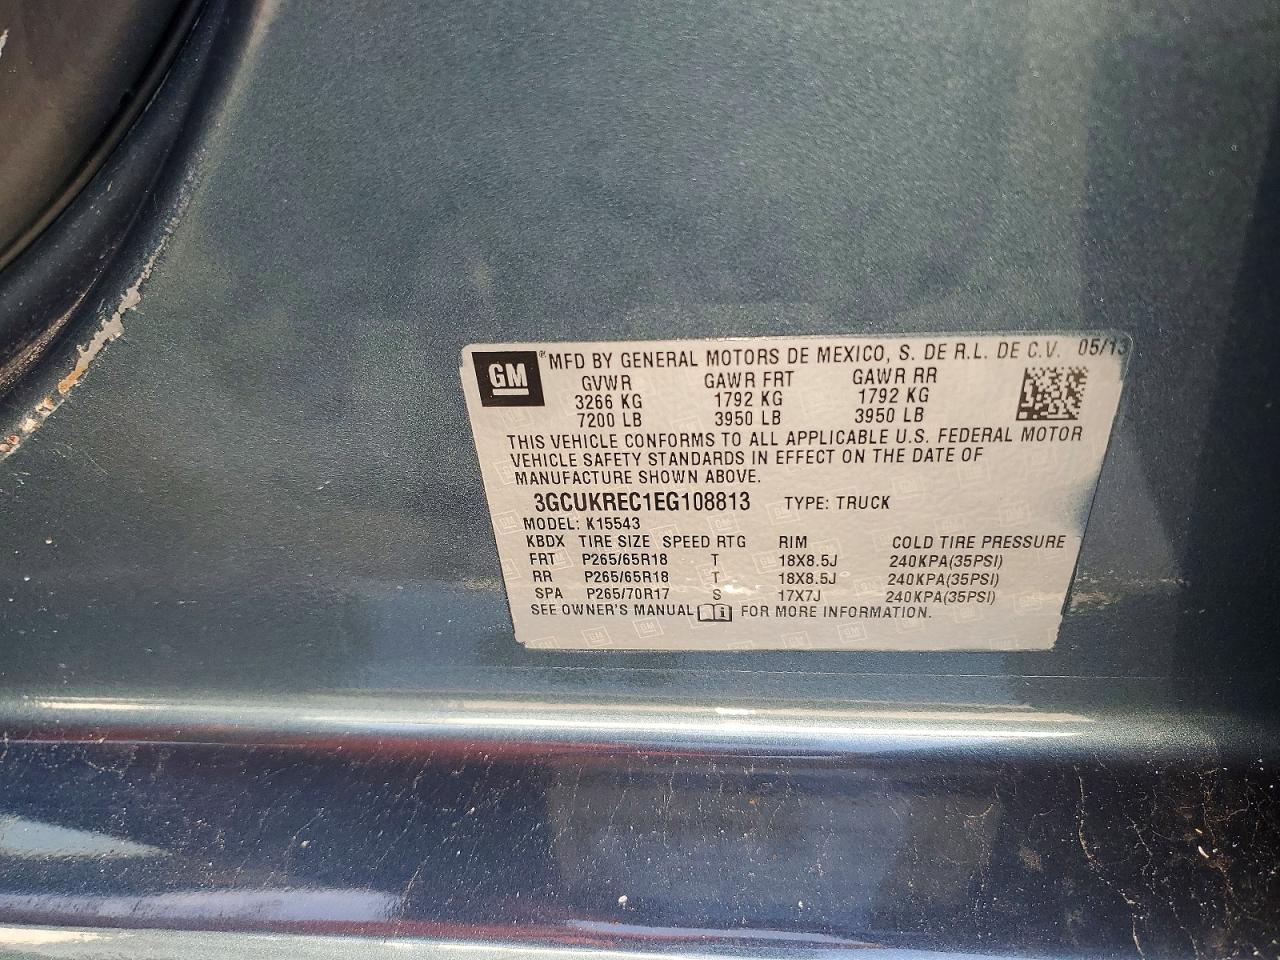 GM ® MFD BY GENERAL MOTORS DE MEXICO, S. DE R.L. DE C.V. 05/13
GVWR GAWR FRT GAWR RR
3266 KG 1792 KG 1792 KG
7200 LB 3950 LB 3950 LB
THIS VEHICLE CONFORMS TO ALL APPLICABLE U.S. FEDERAL MOTOR
VEHICLE SAFETY STANDARDS IN EFFECT ON THE DATE OF
MANUFACTURE SHOWN ABOVE.
3GCUKREC1EG108813 TYPE: TRUCK
MODEL: K15543
KBDX TIRE SIZE SPEED RTG RIM COLD TIRE PRESSURE
FRT P265/65R18 T 18X8.5J 240KPA(35PSI)
RR P265/65R18 T 18X8.5J 240KPA(35PSI)
SPA P265/70R17 S 17X7J 240KPA(35PSI)
SEE OWNER'S MANUAL FOR MORE INFORMATION.